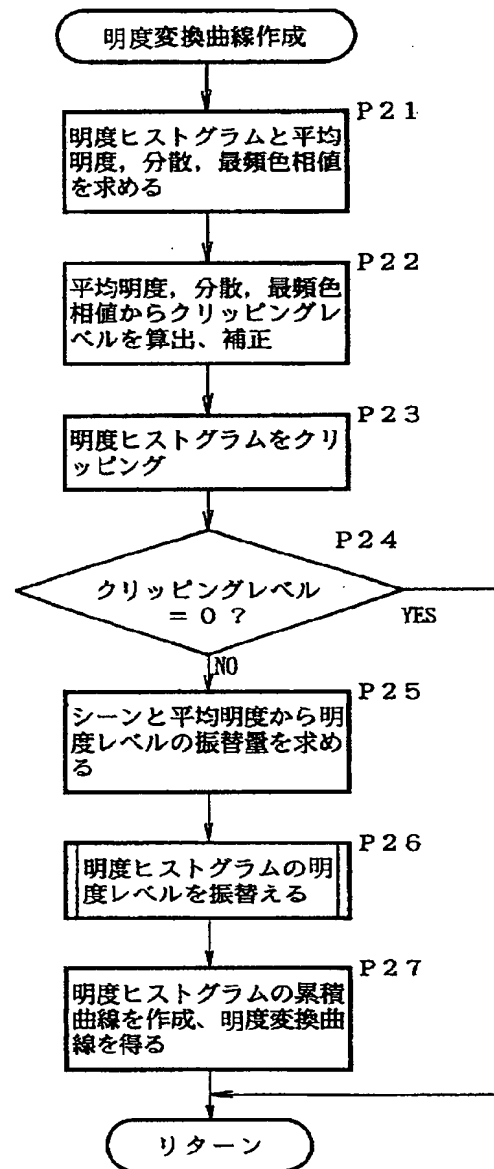 明度変換曲線作成
P21
明度ヒストグラムと平均
明度，分散，最頻色相値
を求める
P22
平均明度，分散，最頻色
相値からクリッピングレ
ベルを算出、補正
P23
明度ヒストグラムをクリ
ッピング
P24
クリッピングレベル
＝０？
YES
NO
P25
シーンと平均明度から明
度レベルの振替量を求め
る
P26
明度ヒストグラムの明
度レベルを振替える
P27
明度ヒストグラムの累積
曲線を作成、明度変換曲
線を得る
リターン